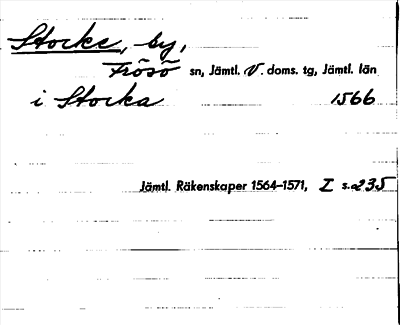 Stocke, by,
Frösö sn, Jämtl. V. doms. tg, Jämtl. län
i Stocka 1566
Jämtl. Räkenskaper 1564–1571, I s. 235